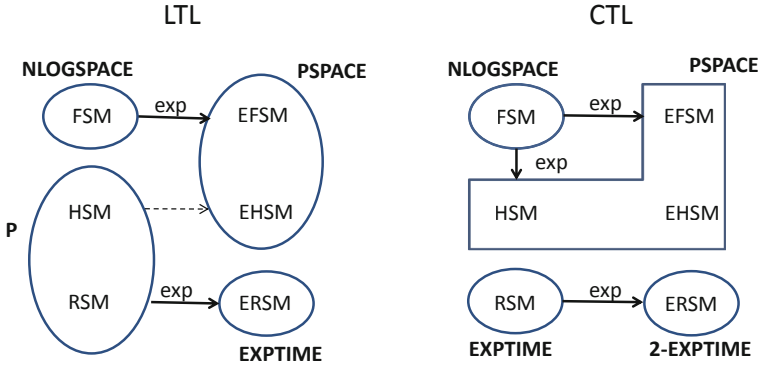 LTL
CTL
NLOGSPACE
PSPACE
FSM
exp
EFSM
P
HSM
EHSM
RSM
exp
ERSM
EXPTIME
NLOGSPACE
PSPACE
FSM
exp
EFSM
exp
HSM
EHSM
RSM
exp
ERSM
EXPTIME
2-EXPTIME